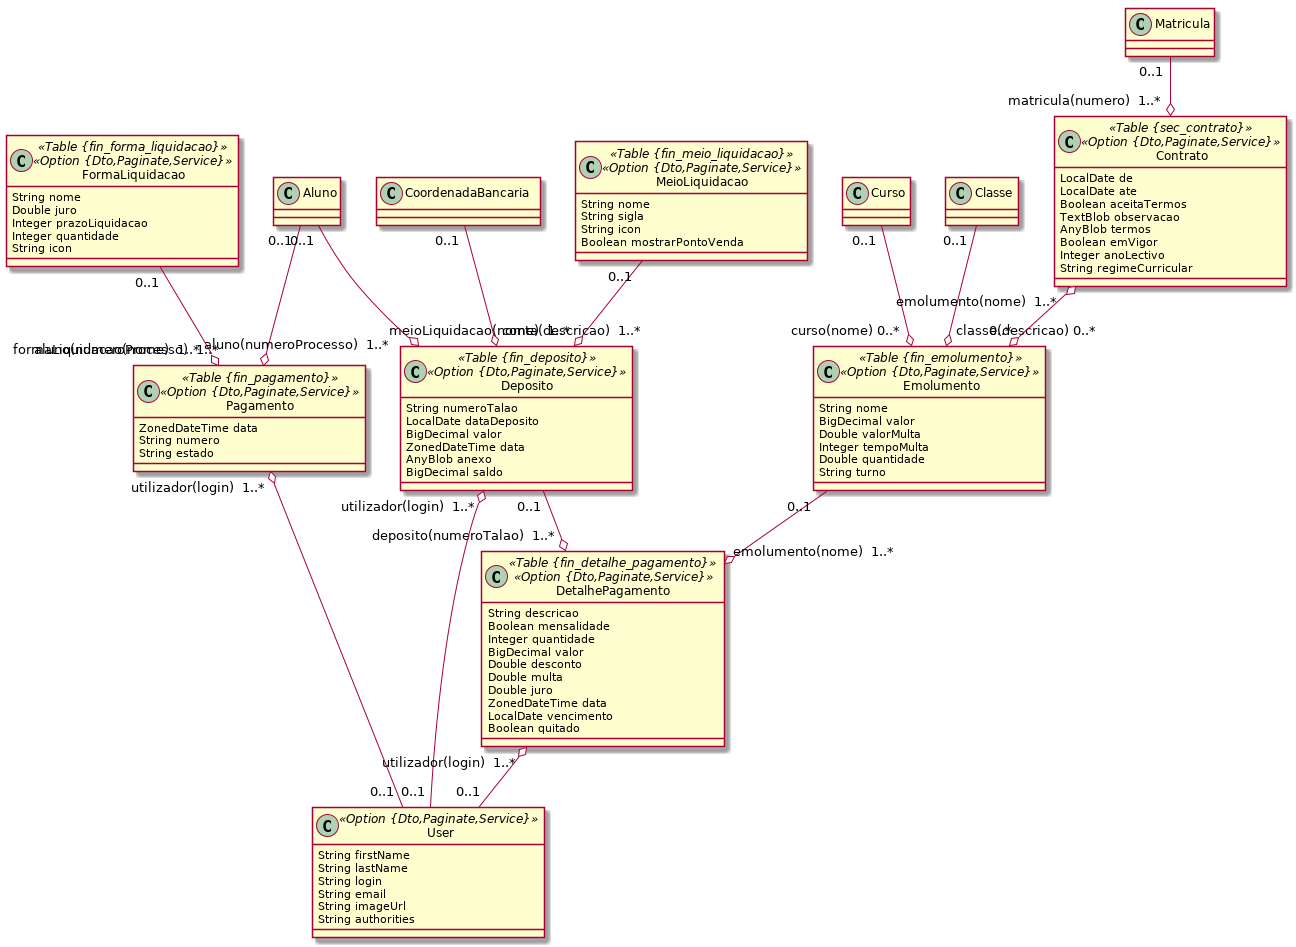 C Matricula
0..1
matricula(numero) 1..*
«Table {sec_contrato}»
«Option {Dto,Paginate,Service}»
C Contrato
LocalDate de
LocalDate ate
Boolean aceitaTermos
TextBlob observacao
AnyBlob termos
Boolean emVigor
Integer anoLectivo
String regimeCurricular
«Table {fin_forma_liquidacao}»
«Option {Dto,Paginate,Service}»
C FormaLiquidacao
String nome
Double juro
Integer prazoLiquidacao
Integer quantidade
String icon
0..1
C Aluno
0..1
0..1
C CoordenadaBancaria
0..1
«Table {fin_meio_liquidacao}»
«Option {Dto,Paginate,Service}»
C MeioLiquidacao
String nome
String sigla
String icon
Boolean mostrarPontoVenda
0..1
C Curso
0..1
C Classe
0..1
emolumento(nome) 1..*
aluno(numeroProcesso) 1..*
meioLiquidacao(nome) 1..*
conta(descricao) 1..*
curso(nome) 0..*
classe(descricao) 0..*
0..*
«Table {fin_pagamento}»
«Option {Dto,Paginate,Service}»
C Pagamento
ZonedDateTime data
String numero
String estado
utilizador(login) 1..*
«Table {fin_deposito}»
«Option {Dto,Paginate,Service}»
C Deposito
String numeroTalao
LocalDate dataDeposito
BigDecimal valor
ZonedDateTime data
AnyBlob anexo
BigDecimal saldo
utilizador(login) 1..*
0..1
deposito(numeroTalao) 1..*
«Table {fin_emolumento}»
«Option {Dto,Paginate,Service}»
C Emolumento
String nome
BigDecimal valor
Double valorMulta
Integer tempoMulta
Double quantidade
String turno
0..1
emolumento(nome) 1..*
«Table {fin_detalhe_pagamento}»
«Option {Dto,Paginate,Service}»
C DetalhePagamento
String descricao
Boolean mensalidade
Integer quantidade
BigDecimal valor
Double desconto
Double multa
Double juro
ZonedDateTime data
LocalDate vencimento
Boolean quitado
utilizador(login) 1..*
0..1 0..1 0..1
«Option {Dto,Paginate,Service}»
C User
String firstName
String lastName
String login
String email
String imageUrl
String authorities